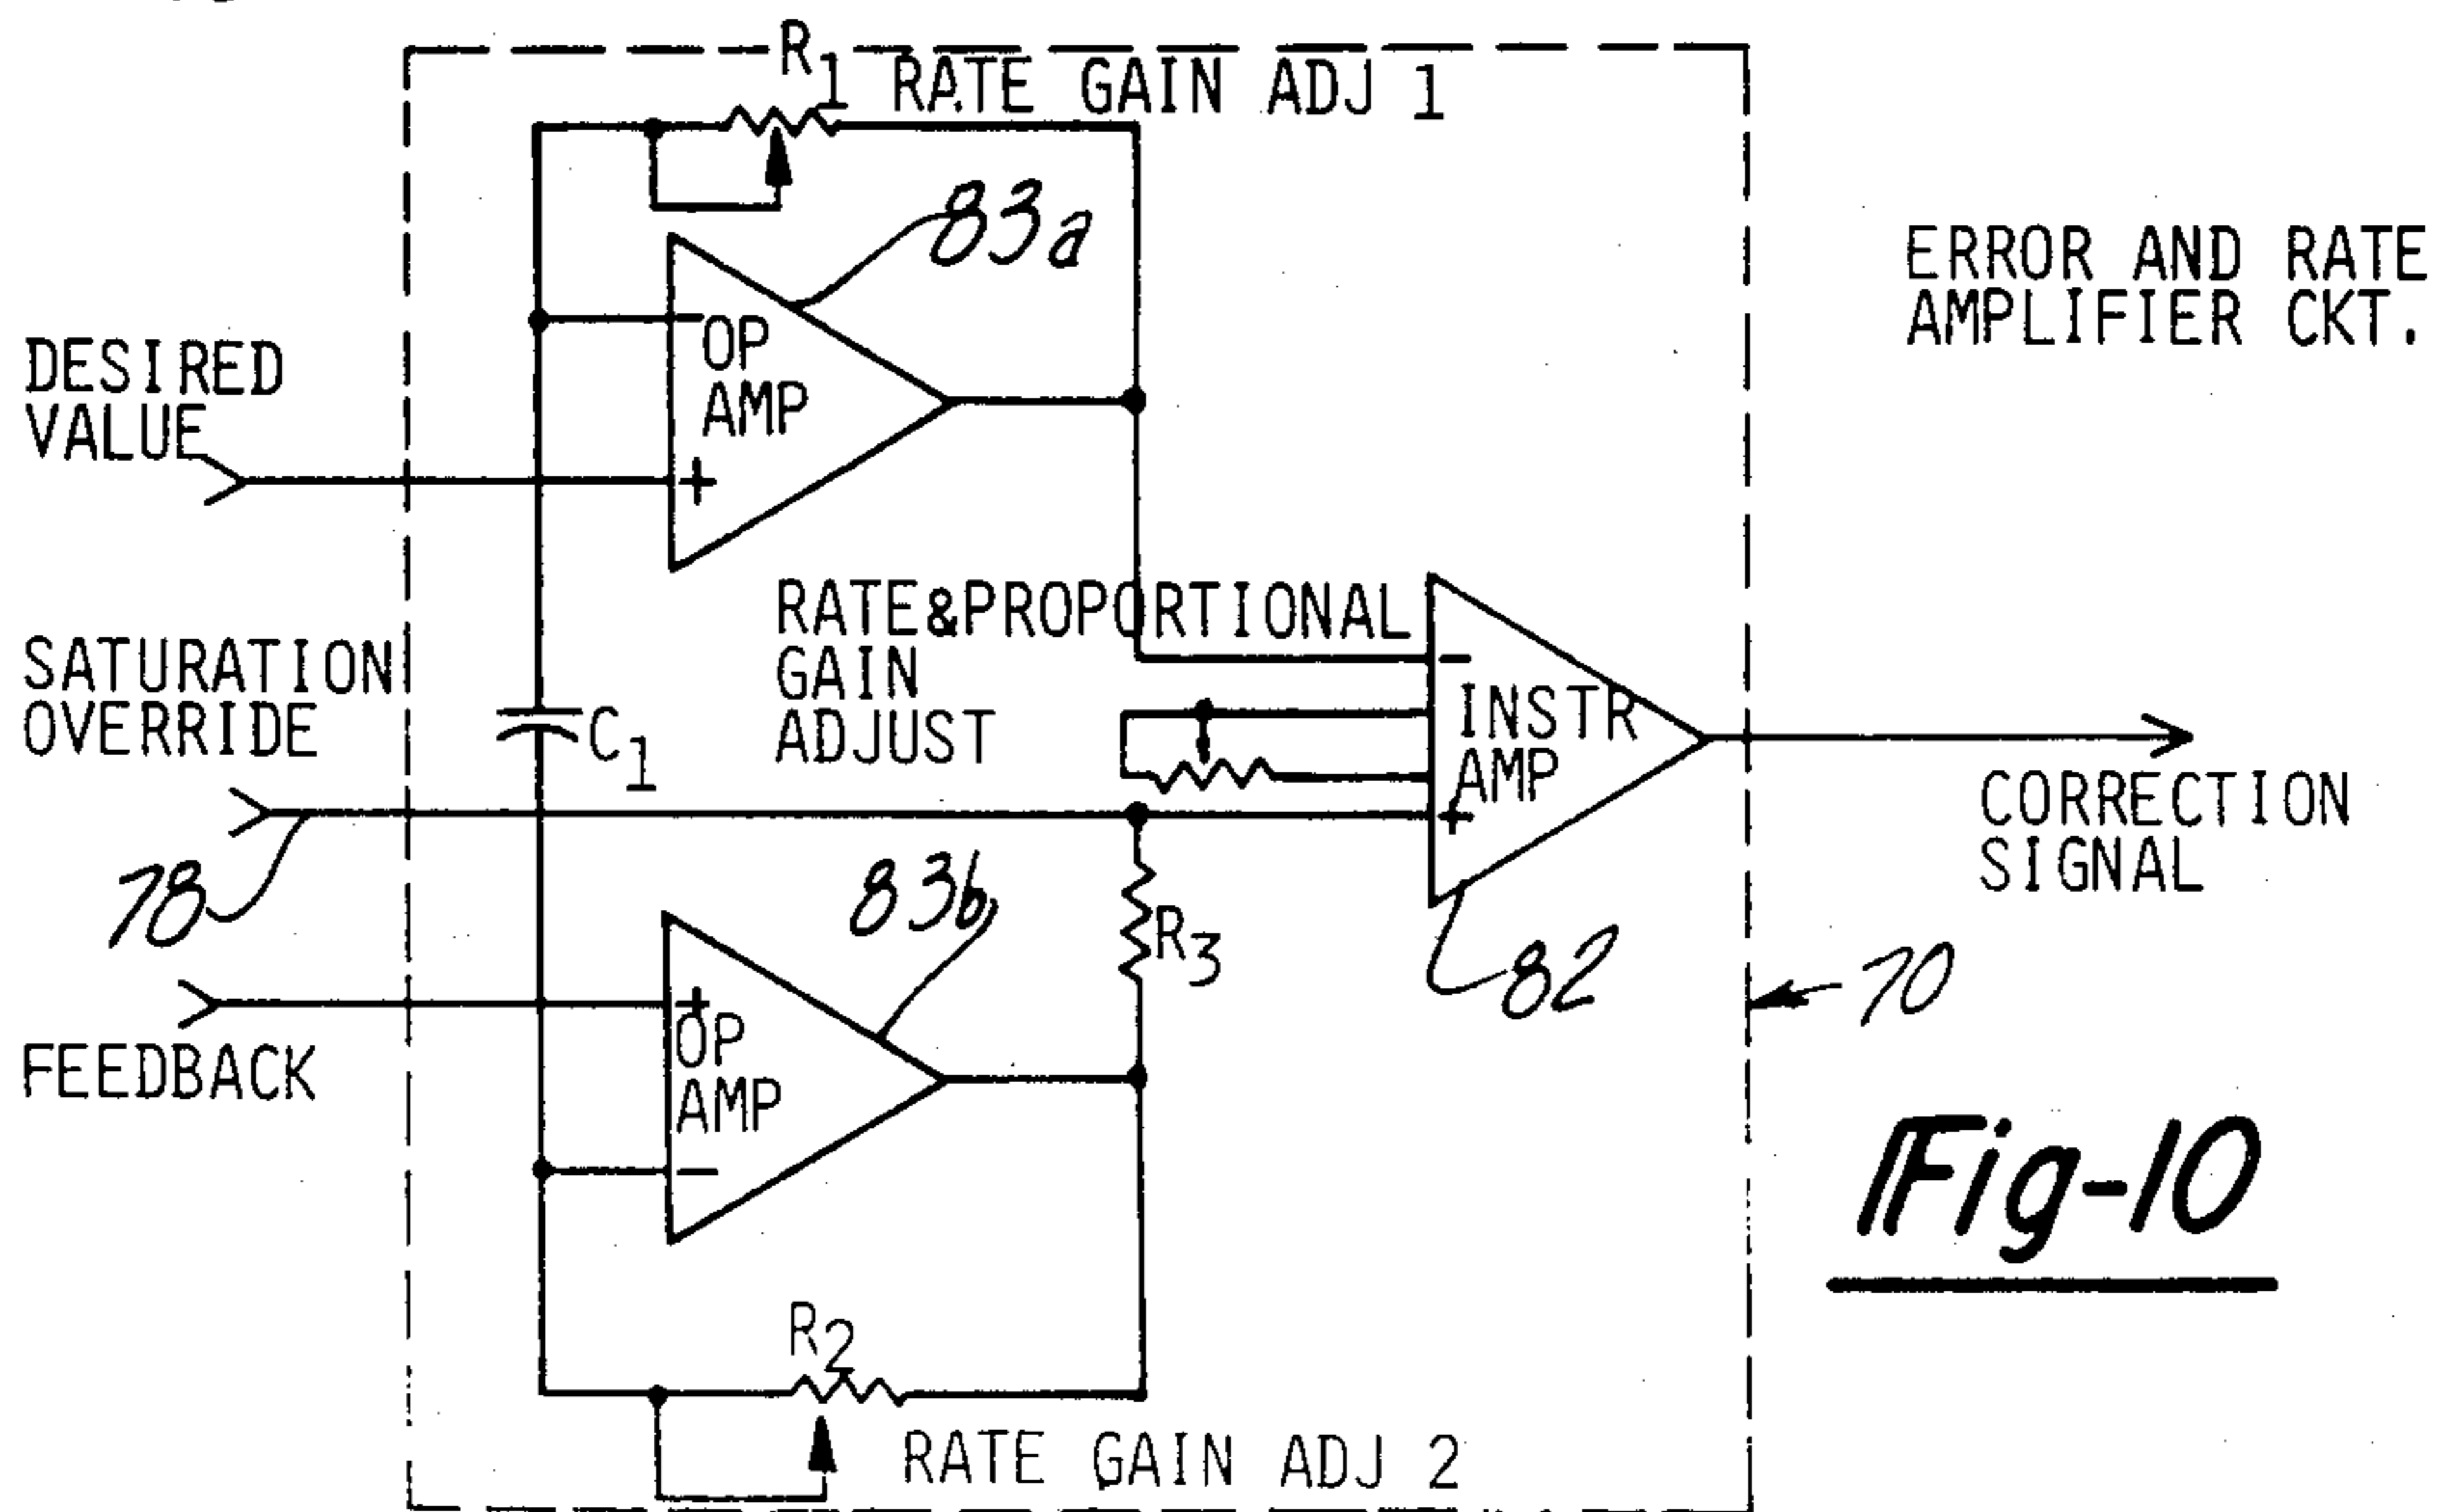 R1 RATE GAIN ADJ 1
83a
ERROR AND RATE
AMPLIFIER CKT.
-
OP
AMP
+
DESIRED
VALUE
RATE&PROPORTIONAL
GAIN
ADJUST
SATURATION
OVERRIDE
C1
-
INSTR
AMP
+
CORRECTION
SIGNAL
78
83b
R3
82
70
FEEDBACK
+
OP
AMP
-
Fig-10
R2
RATE GAIN ADJ 2